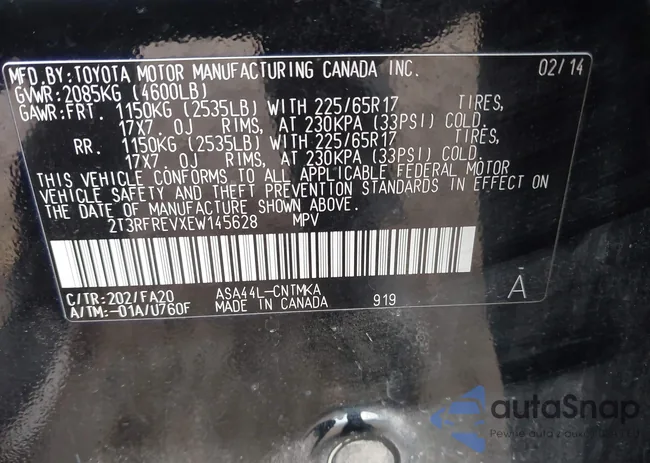 MFD.BY:TOYOTA MOTOR MANUFACTURING CANADA INC. 02/14
GVWR:2085KG (4600LB)
GAWR:FRT. 1150KG (2535LB) WITH 225/65R17 TIRES,
17X7.0J RIMS, AT 230KPA (33PSI) COLD.
RR. 1150KG (2535LB) WITH 225/65R17 TIRES,
17X7.0J RIMS, AT 230KPA (33PSI) COLD.
THIS VEHICLE CONFORMS TO ALL APPLICABLE FEDERAL MOTOR
VEHICLE SAFETY AND THEFT PREVENTION STANDARDS IN EFFECT ON
THE DATE OF MANUFACTURE SHOWN ABOVE.
2T3RFREVXEW145628 MPV
C/TR:202/FA20 ASA44L-CNTMKA
A/TM:-01A/U760F MADE IN CANADA 919 A
autaSnap
Pewne auta z